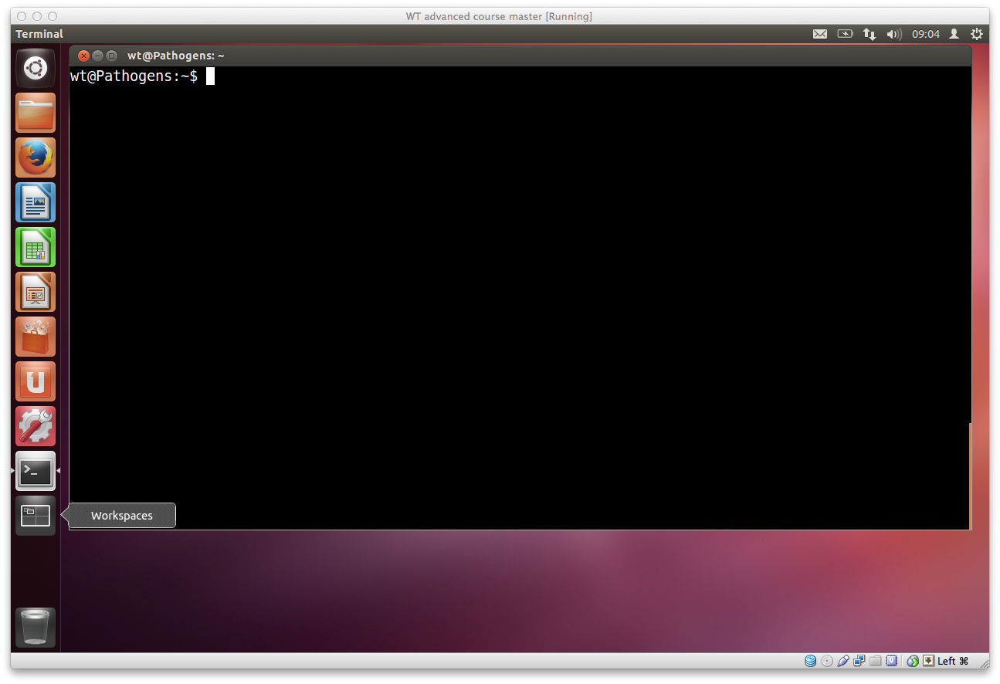 WT advanced course master [Running]
Terminal
09:04
wt@Pathogens: ~
wt@Pathogens:~$
>_
U
Workspaces
Left ⌘